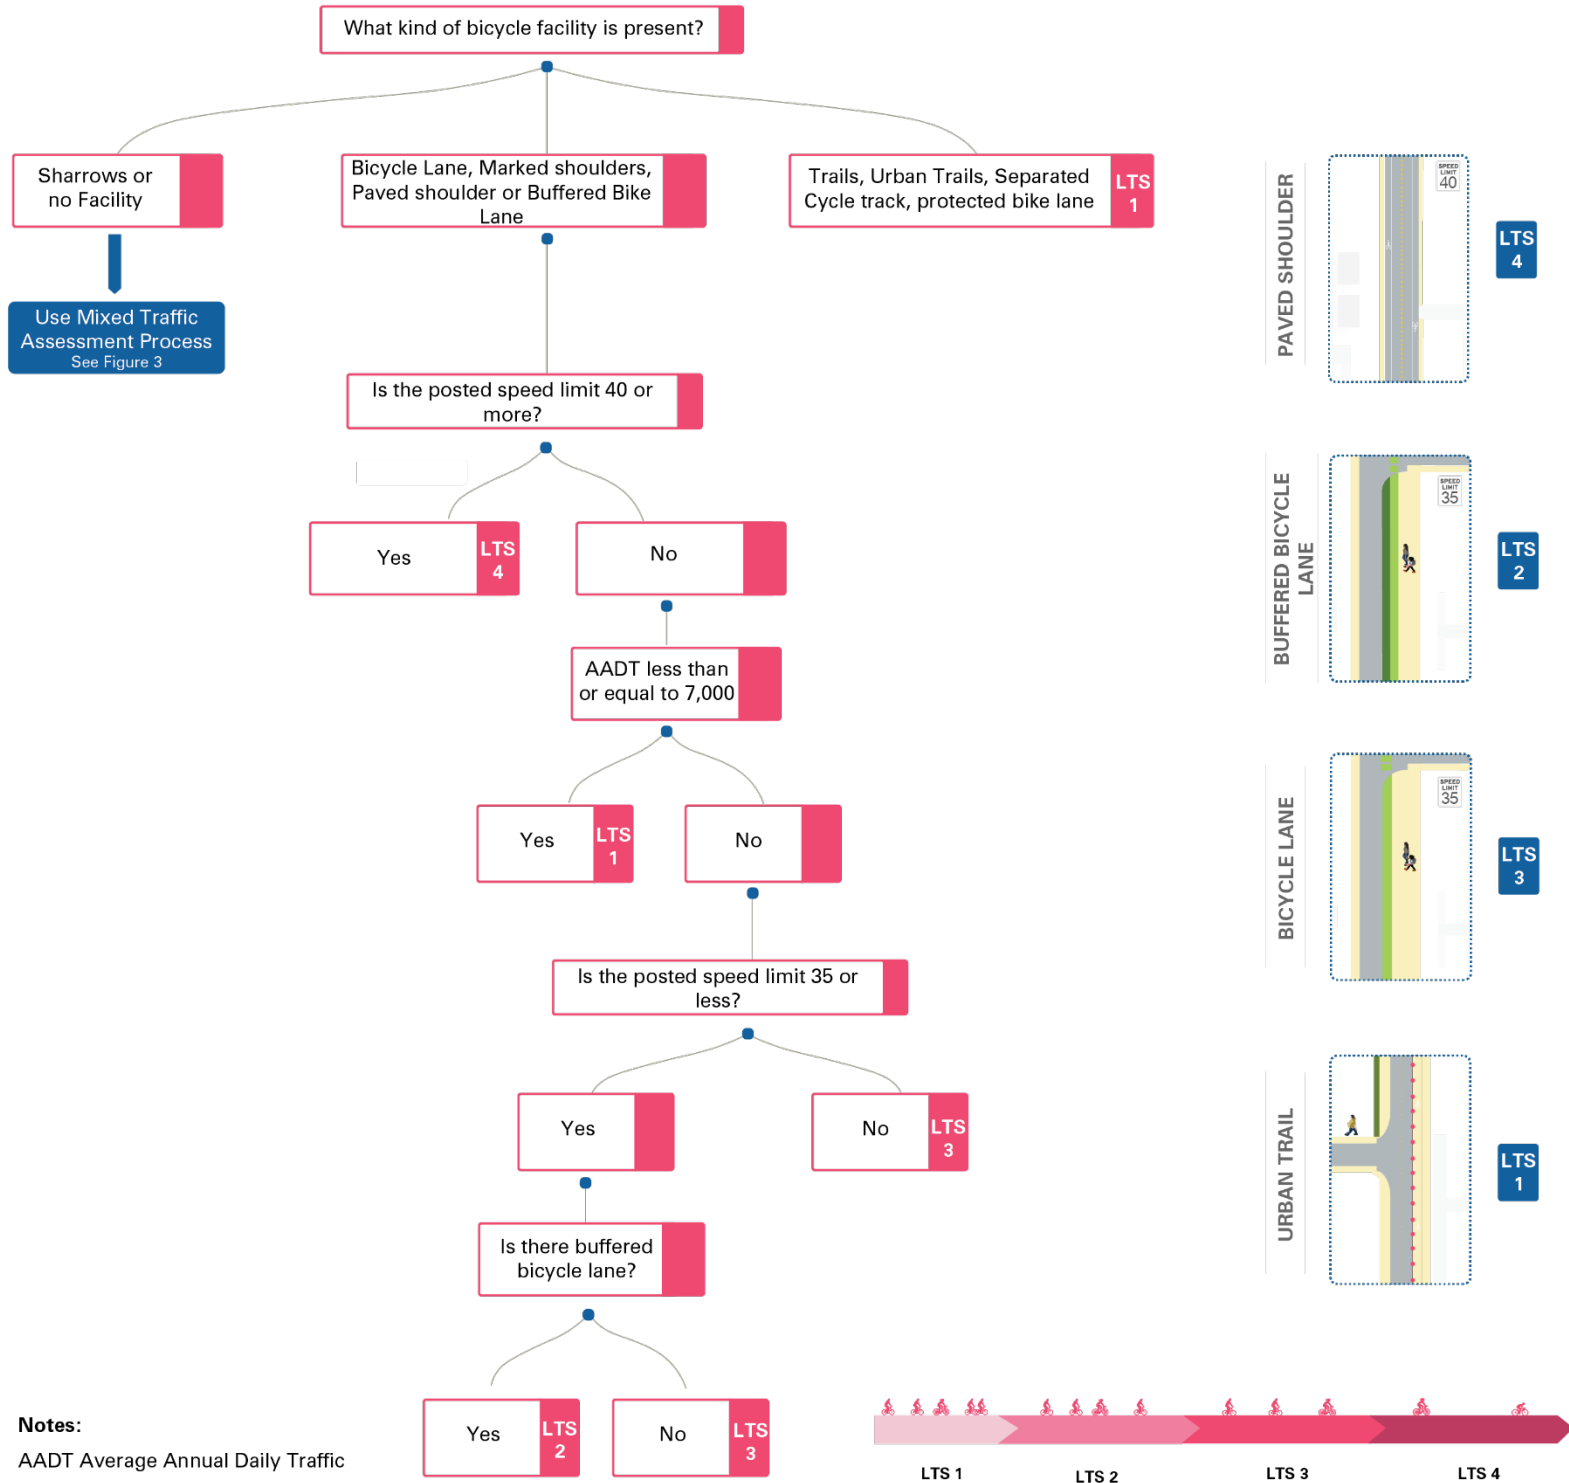 What kind of bicycle facility is present?
Sharrows or
no Facility
Bicycle Lane, Marked shoulders,
Paved shoulder or Buffered Bike
Lane
Trails, Urban Trails, Separated
Cycle track, protected bike lane
LTS
1
Use Mixed Traffic
Assessment Process
See Figure 3
Is the posted speed limit 40 or
more?
Yes
LTS
4
No
AADT less than
or equal to 7,000
Yes
LTS
1
No
Is the posted speed limit 35 or
less?
Yes
No
LTS
3
Is there buffered
bicycle lane?
Yes
LTS
2
No
LTS
3
PAVED SHOULDER
SPEED
LIMIT
40
LTS
4
BUFFERED BICYCLE
LANE
SPEED
LIMIT
35
LTS
2
BICYCLE LANE
SPEED
LIMIT
35
LTS
3
URBAN TRAIL
LTS
1
Notes:
AADT Average Annual Daily Traffic
LTS 1
LTS 2
LTS 3
LTS 4